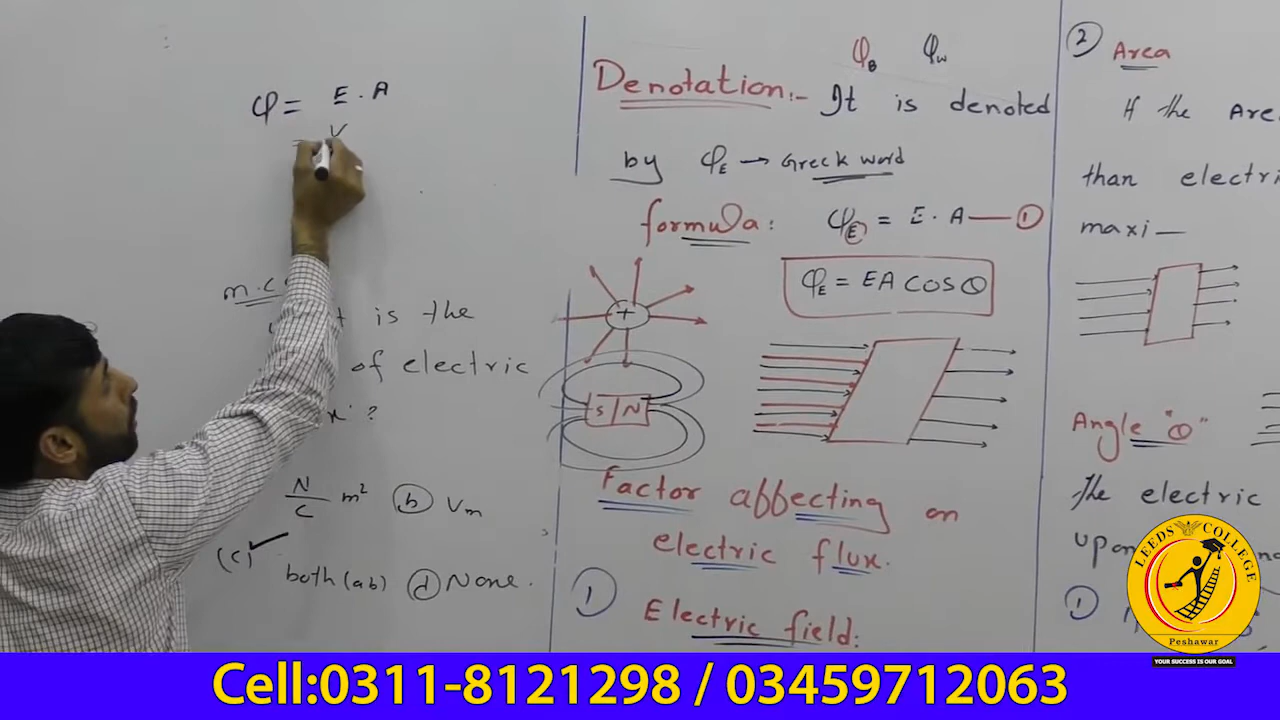 φ = E . A
V
m.c
is the
of electric
x' ?
N/C m² (b) Vm
(c) ✓
both (ab) (d) None.
φB φw
Denotation:- It is denoted
by φE → Greek word
formula: φE = E . A — ①
φE = EA cos θ
+
S N
Factor affecting on
electric flux.
① Electric field:
② Area
If the Are
than electri
maxi —
Angle "θ"
The electric
upon
①
LEEDS COLLEGE
Peshawar
YOUR SUCCESS IS OUR GOAL
Cell:0311-8121298 / 03459712063